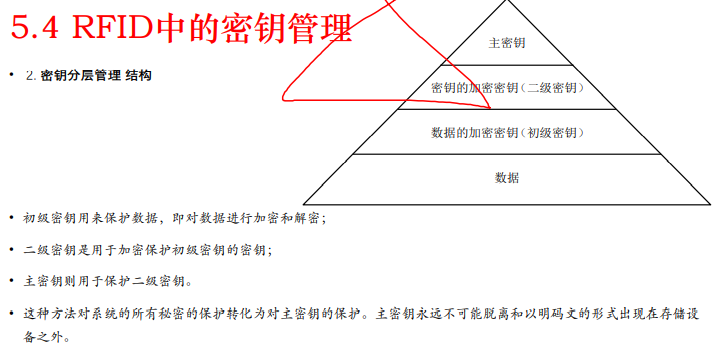 5.4 RFID中的密钥管理
• 2. 密钥分层管理 结构
主密钥
密钥的加密密钥（二级密钥）
数据的加密密钥（初级密钥）
数据
• 初级密钥用来保护数据，即对数据进行加密和解密；
• 二级密钥是用于加密保护初级密钥的密钥；
• 主密钥则用于保护二级密钥。
• 这种方法对系统的所有秘密的保护转化为对主密钥的保护。主密钥永远不可能脱离和以明码文的形式出现在存储设
备之外。